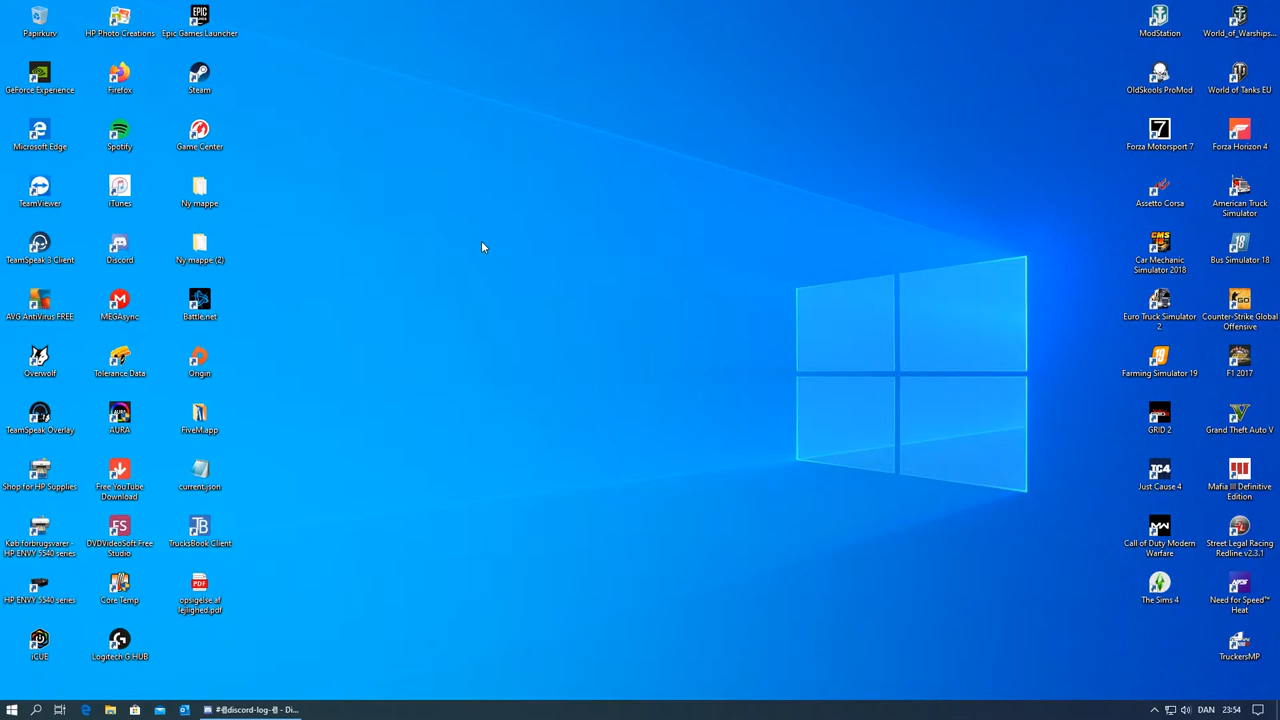 Papirkurv
HP Photo Creations
Epic Games Launcher
GeForce Experience
Firefox
Steam
Microsoft Edge
Spotify
Game Center
TeamViewer
iTunes
Ny mappe
TeamSpeak 3 Client
Discord
Ny mappe (2)
AVG AntiVirus FREE
MEGAsync
Battle.net
Overwolf
Tolerance Data
Origin
TeamSpeak Overlay
AURA
FiveM.app
Shop for HP Supplies
Free YouTube
Download
current.json
Køb forbrugsvarer -
HP ENVY 5540 series
DVDVideoSoft Free
Studio
TrucksBook Client
HP ENVY 5540 series
Core Temp
opsigelse af
lejlighed.pdf
iCUE
Logitech G HUB
ModStation
World_of_Warships...
OldSkools ProMod
World of Tanks EU
Forza Motorsport 7
Forza Horizon 4
Assetto Corsa
American Truck
Simulator
Car Mechanic
Simulator 2018
Bus Simulator 18
Euro Truck Simulator
2
Counter-Strike Global
Offensive
Farming Simulator 19
F1 2017
GRID 2
Grand Theft Auto V
Just Cause 4
Mafia III Definitive
Edition
Call of Duty Modern
Warfare
Street Legal Racing
Redline v2.3.1
The Sims 4
Need for Speed™
Heat
TruckersMP
discord-log- - Di...
DAN
23:54